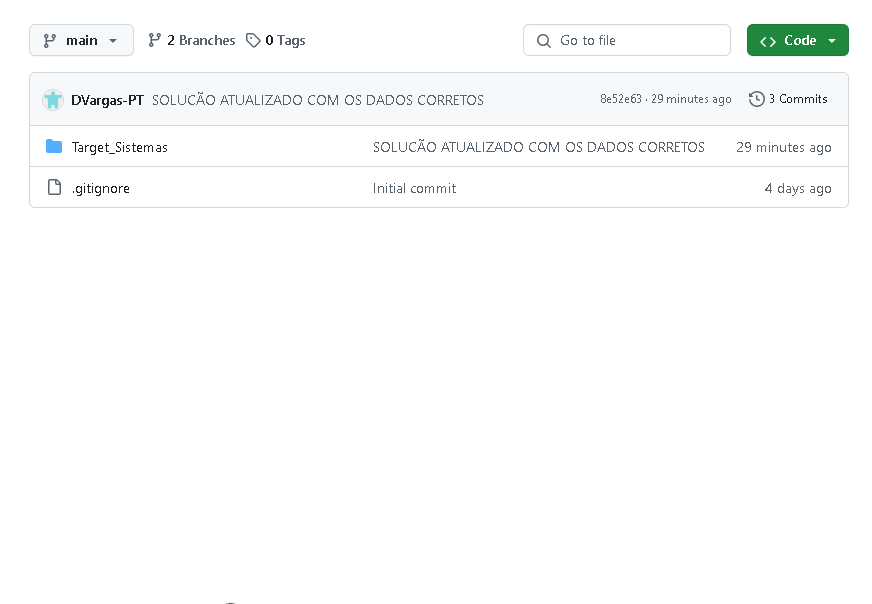 main 2 Branches 0 Tags Go to file Code
DVargas-PT SOLUCÃO ATUALIZADO COM OS DADOS CORRETOS 8e52e63 · 29 minutes ago 3 Commits
Target_Sistemas SOLUCÃO ATUALIZADO COM OS DADOS CORRETOS 29 minutes ago
.gitignore Initial commit 4 days ago